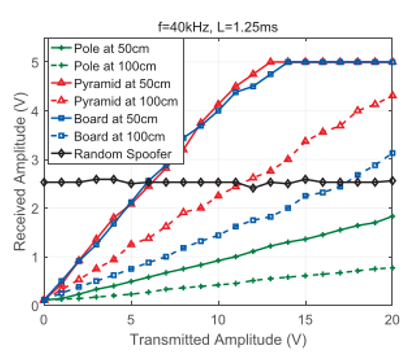 f=40kHz, L=1.25ms
Pole at 50cm
Pole at 100cm
Pyramid at 50cm
Pyramid at 100cm
Board at 50cm
Board at 100cm
Random Spoofer
Received Amplitude (V)
5
4
3
2
1
0
0 5 10 15 20
Transmitted Amplitude (V)